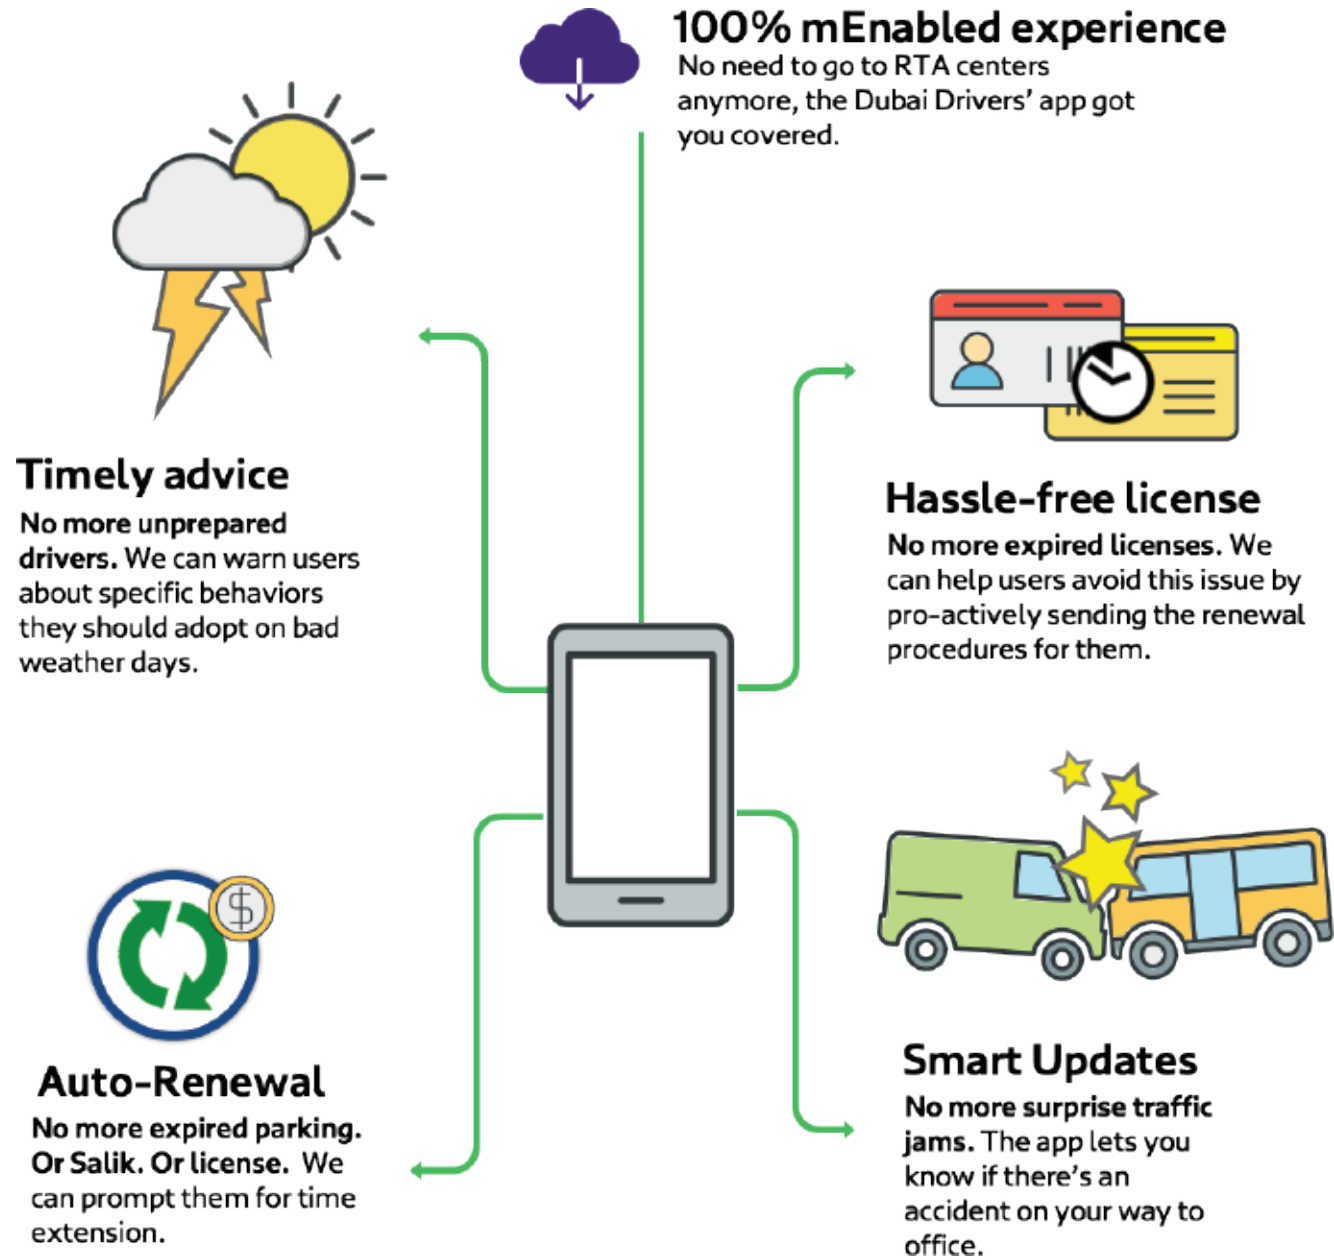 100% mEnabled experience
No need to go to RTA centers
anymore, the Dubai Drivers’ app got
you covered.
Timely advice
No more unprepared
drivers. We can warn users
about specific behaviors
they should adopt on bad
weather days.
Hassle-free license
No more expired licenses. We
can help users avoid this issue by
pro-actively sending the renewal
procedures for them.
$
Auto-Renewal
No more expired parking.
Or Salik. Or license. We
can prompt them for time
extension.
Smart Updates
No more surprise traffic
jams. The app lets you
know if there’s an
accident on your way to
office.